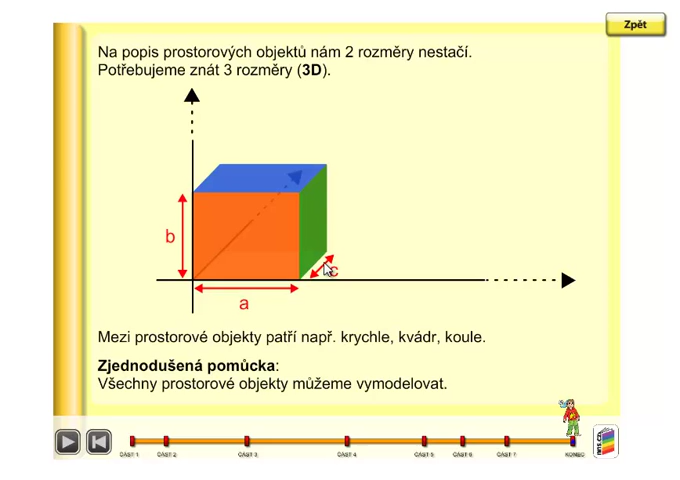 Zpět
Na popis prostorových objektů nám 2 rozměry nestačí.
Potřebujeme znát 3 rozměry (3D).
b
c
a
Mezi prostorové objekty patří např. krychle, kvádr, koule.
Zjednodušená pomůcka:
Všechny prostorové objekty můžeme vymodelovat.
ČÁST 1 ČÁST 2 ČÁST 3 ČÁST 4 ČÁST 5 ČÁST 6 ČÁST 7 KONEC